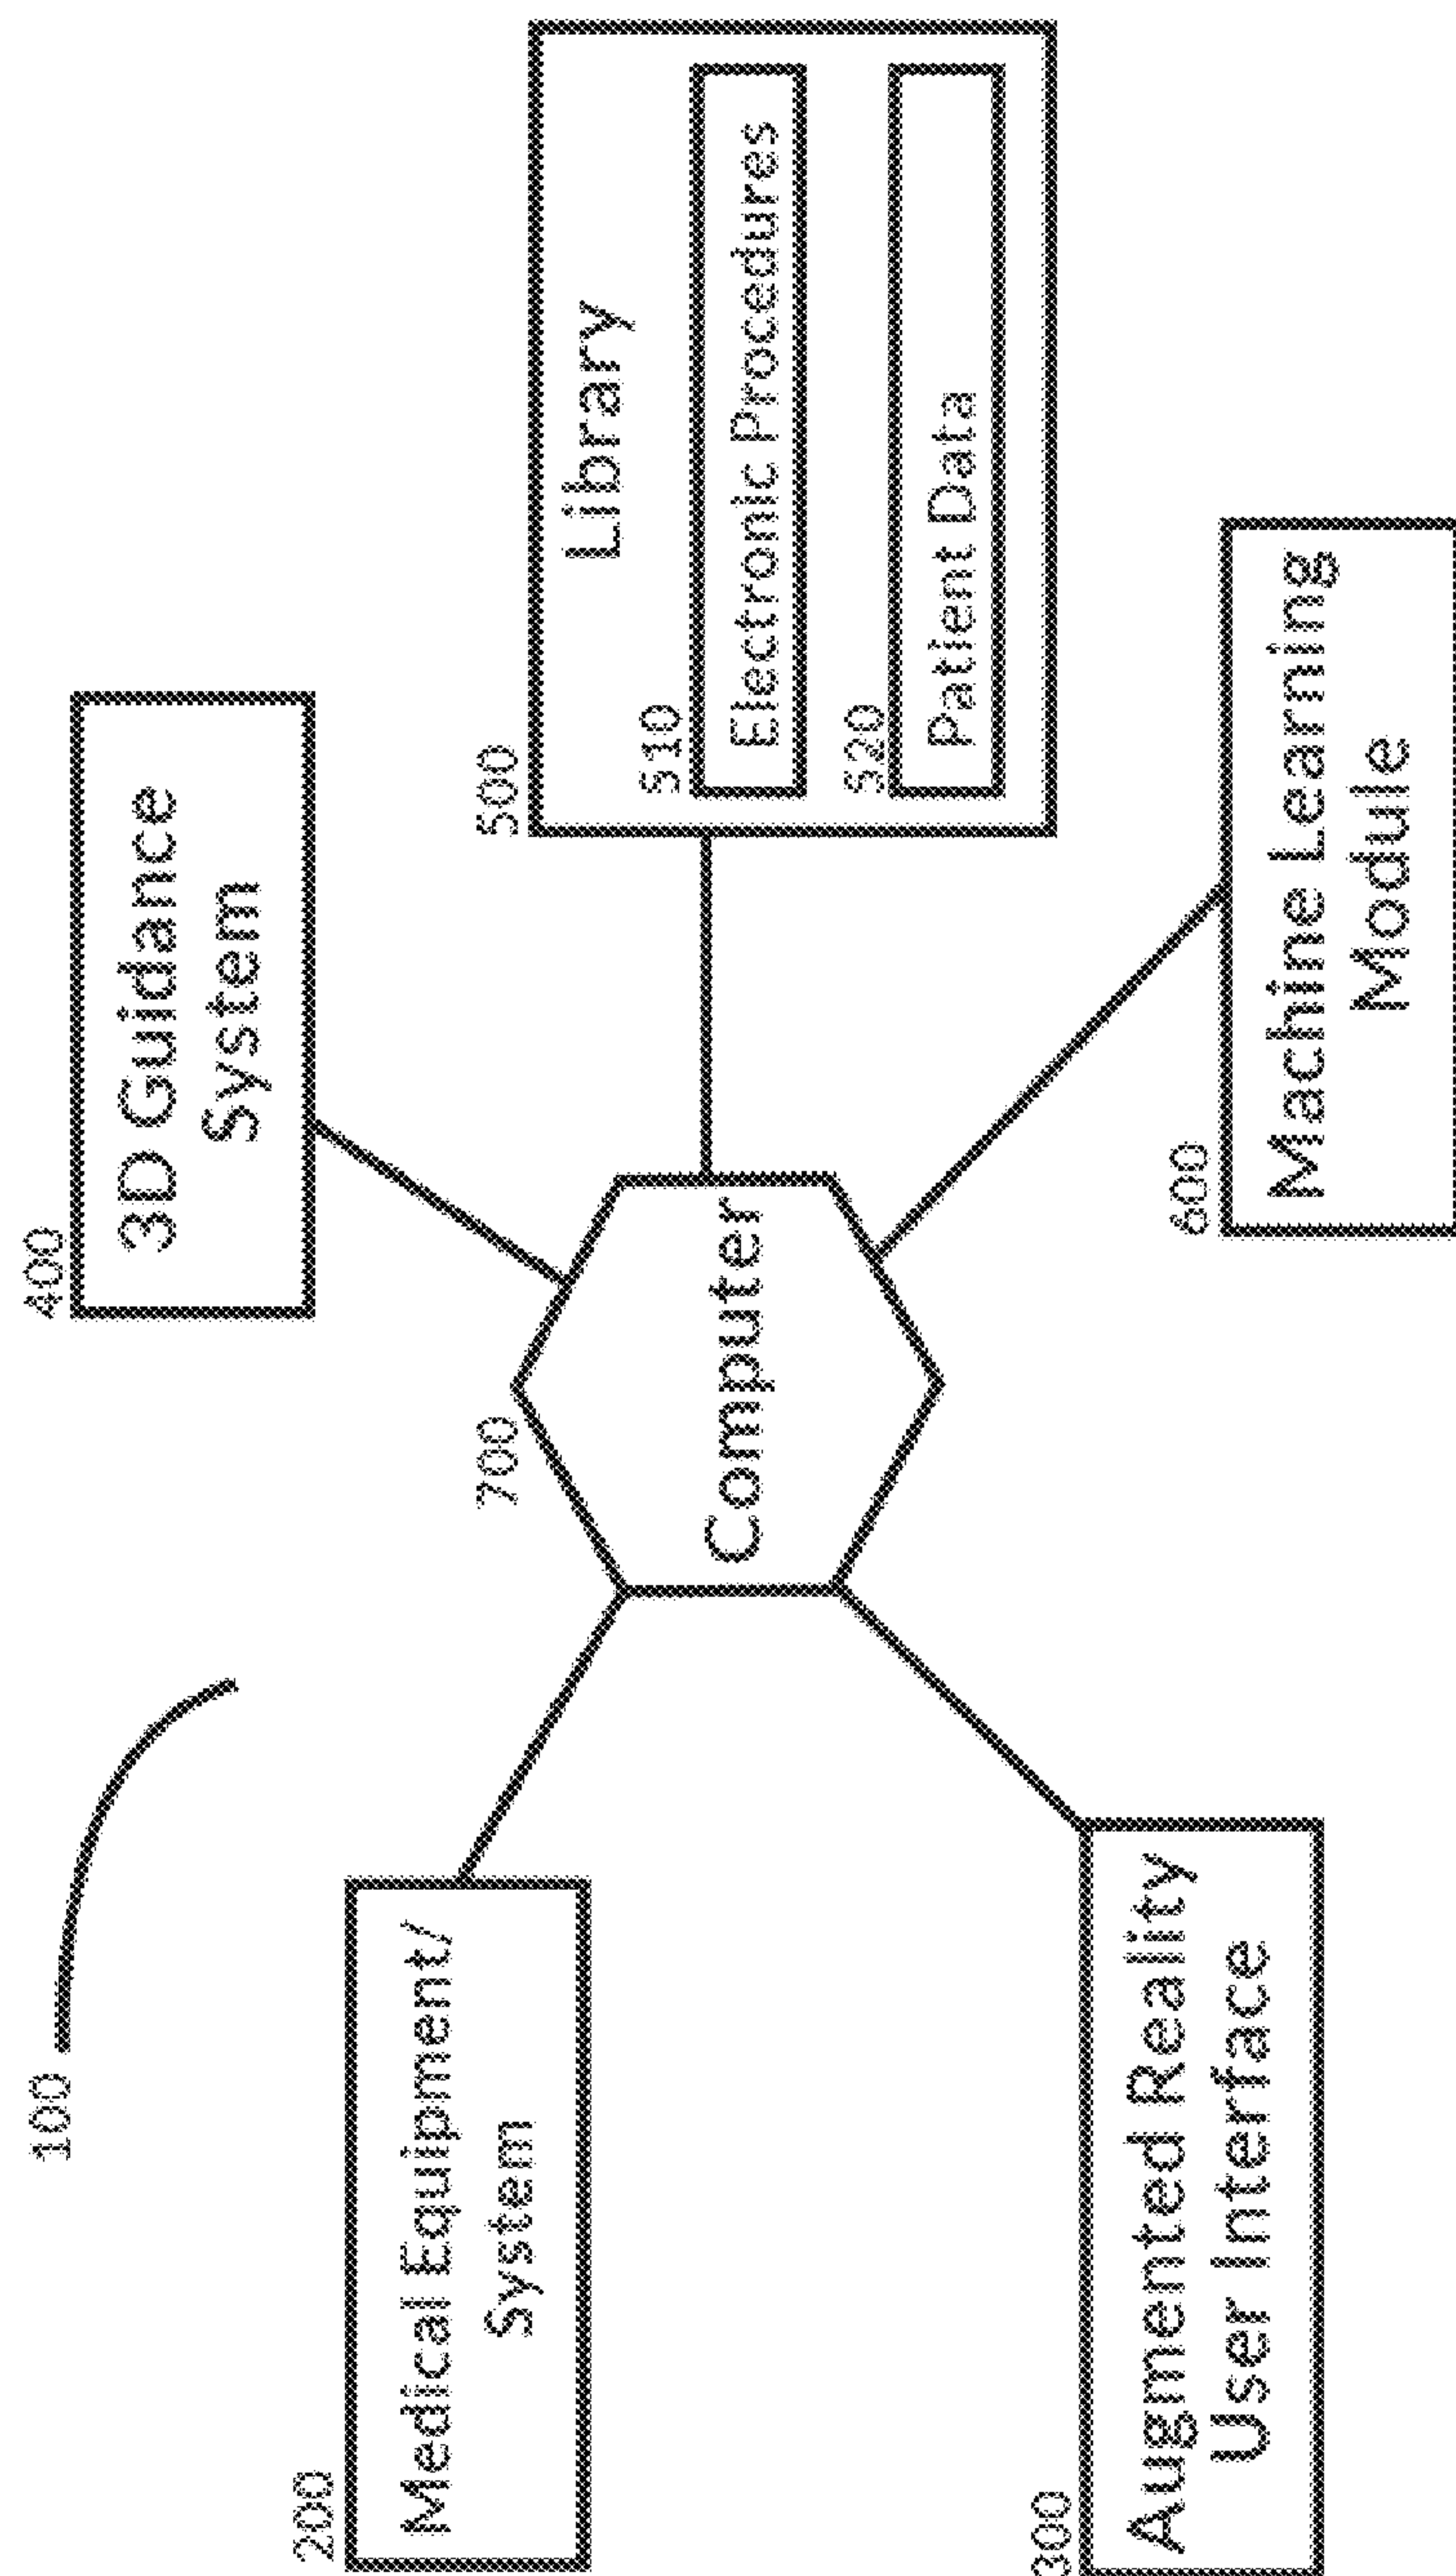 100
200
Medical Equipment/
System
300
Augmented Reality
User Interface
400
3D Guidance
System
700
Computer
500
Library
510
Electronic Procedures
520
Patient Data
600
Machine Learning
Module